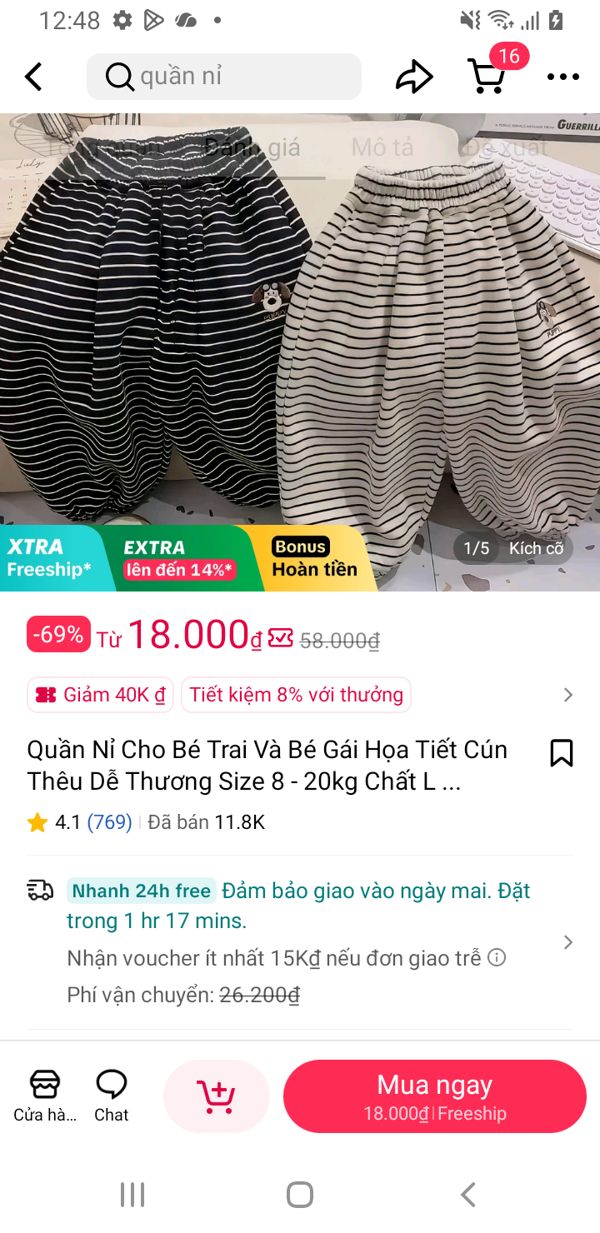 12:48
16
quần nỉ
GUERRILL
Đánh giá
Mô tả
Đề xuất
XTRA
Freeship*
EXTRA
lên đến 14%*
Bonus
Hoàn tiền
1/5 Kích cỡ
-69% Từ 18.000₫ 58.000₫
Giảm 40K ₫ Tiết kiệm 8% với thưởng
Quần Nỉ Cho Bé Trai Và Bé Gái Họa Tiết Cún
Thêu Dễ Thương Size 8 - 20kg Chất L ...
4.1 (769) Đã bán 11.8K
Nhanh 24h free Đảm bảo giao vào ngày mai. Đặt
trong 1 hr 17 mins.
Nhận voucher ít nhất 15K₫ nếu đơn giao trễ
Phí vận chuyển: 26.200₫
Cửa hà... Chat
Mua ngay
18.000₫ Freeship